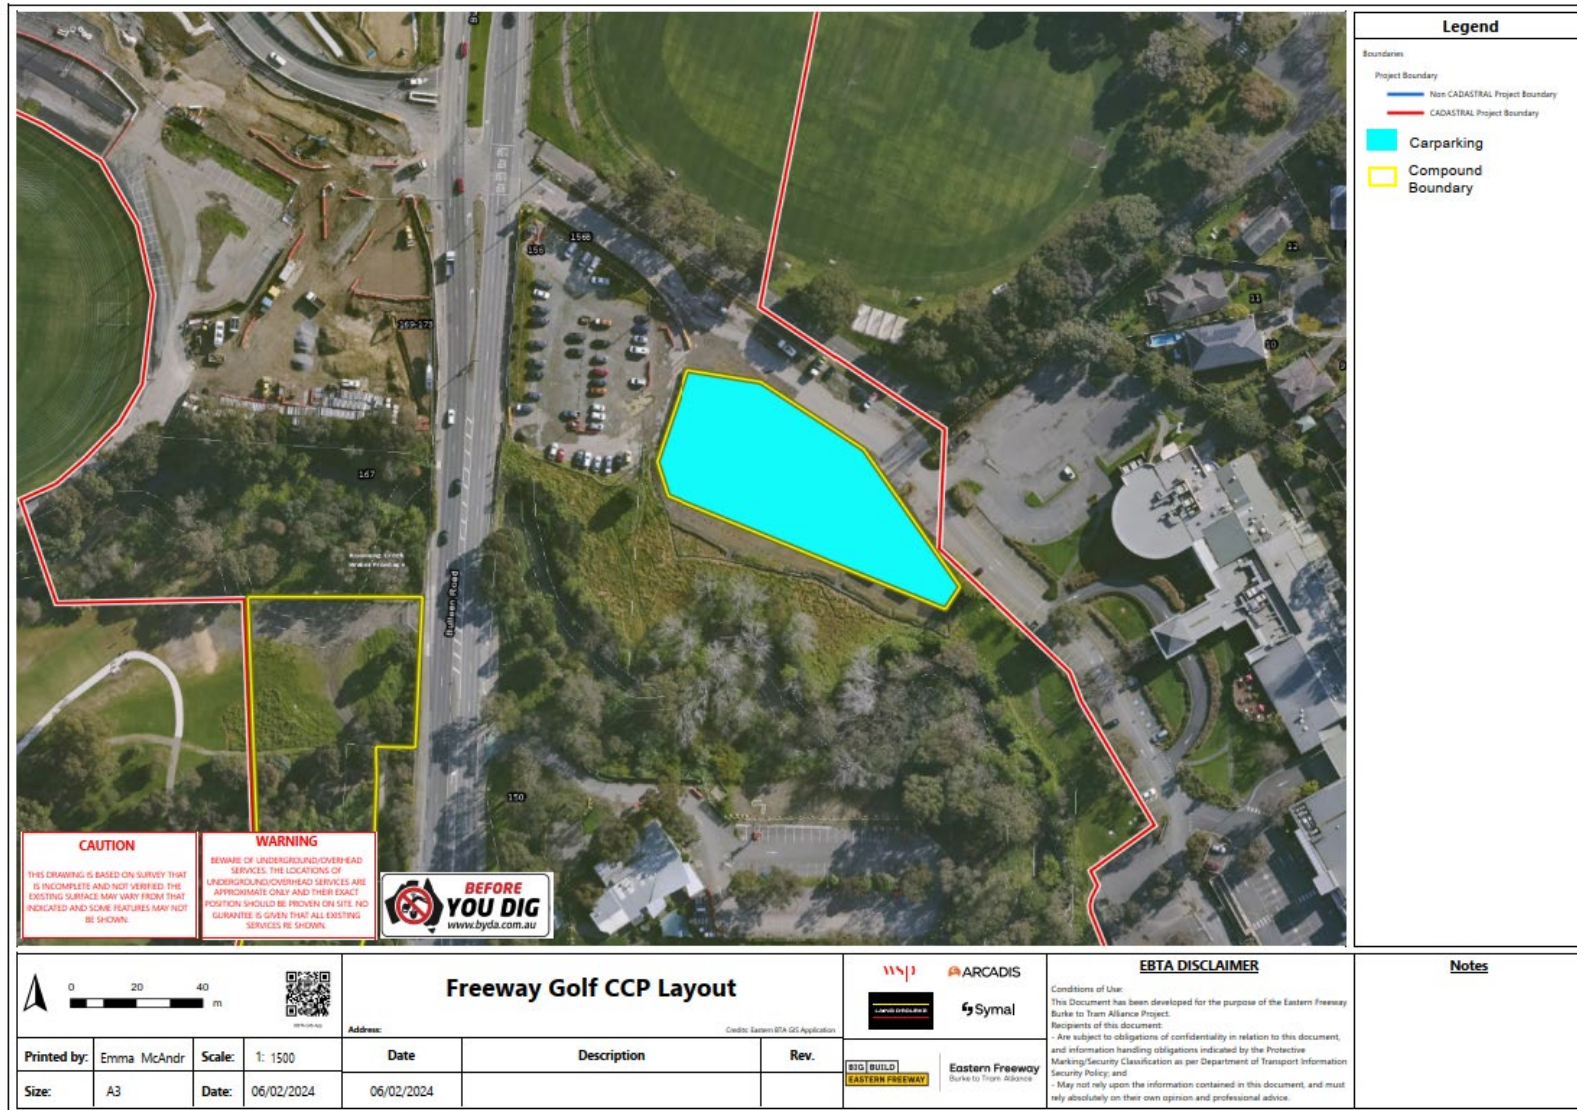 Legend
Boundaries
Project Boundary
Non CADASTRAL Project Boundary
CADASTRAL Project Boundary
Carparking
Compound
Boundary
156
156B
169-173
12
11
10
9
167
Koonung Creek
Bulleen Road
150
CAUTION
THIS DRAWING IS BASED ON SURVEY THAT
IS INCOMPLETE AND NOT VERIFIED. THE
EXISTING SURFACE MAY VARY FROM THAT
INDICATED AND SOME FEATURES MAY NOT
BE SHOWN.
WARNING
BEWARE OF UNDERGROUND/OVERHEAD
SERVICES. THE LOCATIONS OF
UNDERGROUND/OVERHEAD SERVICES ARE
APPROXIMATE ONLY AND THEIR EXACT
POSITION SHOULD BE PROVEN ON SITE. NO
GURANTEE IS GIVEN THAT ALL EXISTING
SERVICES RE SHOWN.
BEFORE
YOU DIG
www.byda.com.au
0 20 40
m
Freeway Golf CCP Layout
Address:
Credits: Eastern BTA GIS Application
Printed by: Emma McAndr Scale: 1: 1500
Size: A3 Date: 06/02/2024
Date Description Rev.
06/02/2024
wsp
ARCADIS
LAING O'ROURKE
Symal
BIG BUILD
EASTERN FREEWAY
Eastern Freeway
Burke to Tram Alliance
EBTA DISCLAIMER
Conditions of Use:
This Document has been developed for the purpose of the Eastern Freeway
Burke to Tram Alliance Project.
Recipients of this document:
- Are subject to obligations of confidentiality in relation to this document,
and information handling obligations indicated by the Protective
Marking/Security Classification as per Department of Transport Information
Security Policy; and
- May not rely upon the information contained in this document, and must
rely absolutely on their own opinion and professional advice.
Notes